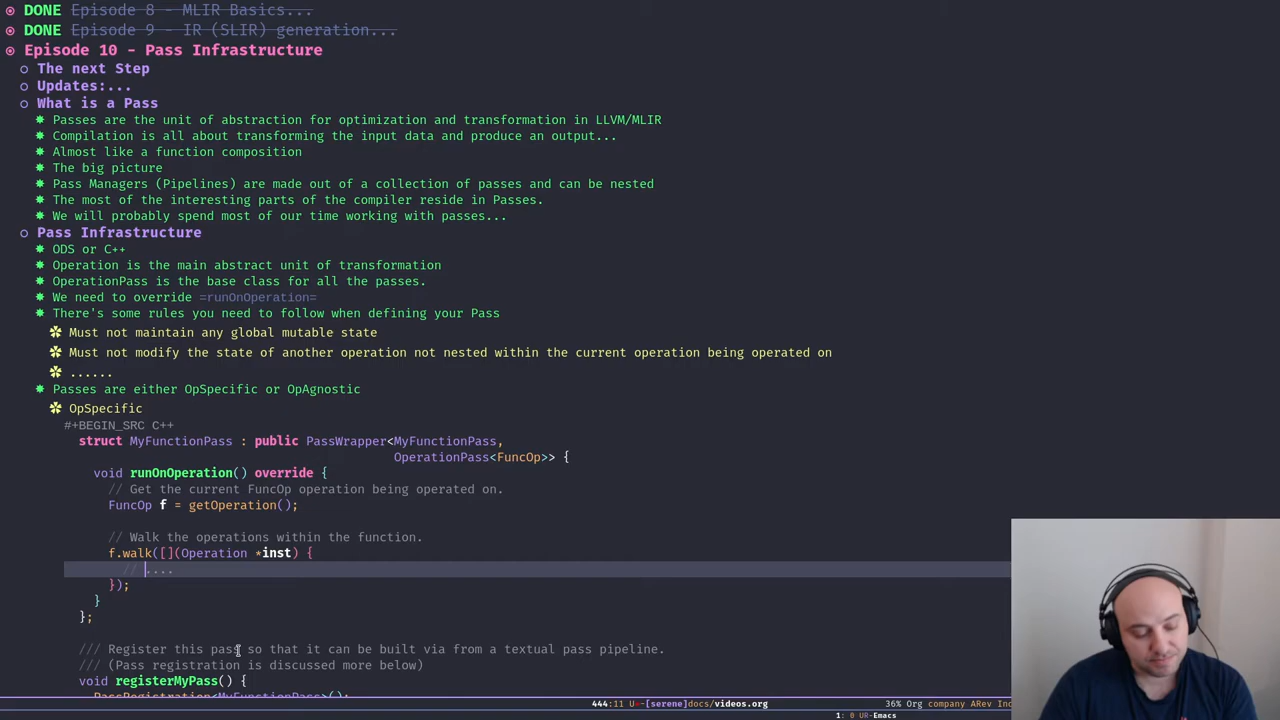 DONE Episode 8 - MLIR Basics...
DONE Episode 9 - IR (SLIR) generation...
Episode 10 - Pass Infrastructure
The next Step
Updates:...
What is a Pass
Passes are the unit of abstraction for optimization and transformation in LLVM/MLIR
Compilation is all about transforming the input data and produce an output...
Almost like a function composition
The big picture
Pass Managers (Pipelines) are made out of a collection of passes and can be nested
The most of the interesting parts of the compiler reside in Passes.
We will probably spend most of our time working with passes...
Pass Infrastructure
ODS or C++
Operation is the main abstract unit of transformation
OperationPass is the base class for all the passes.
We need to override =runOnOperation=
There's some rules you need to follow when defining your Pass
Must not maintain any global mutable state
Must not modify the state of another operation not nested within the current operation being operated on
......
Passes are either OpSpecific or OpAgnostic
OpSpecific
#+BEGIN_SRC C++
struct MyFunctionPass : public PassWrapper<MyFunctionPass,
OperationPass<FuncOp>> {
void runOnOperation() override {
// Get the current FuncOp operation being operated on.
FuncOp f = getOperation();
// Walk the operations within the function.
f.walk([](Operation *inst) {
// ....
});
}
};
/// Register this pass so that it can be built via from a textual pass pipeline.
/// (Pass registration is discussed more below)
void registerMyPass() {
PassRegistration<MyFunctionPass>();
444:11 U--[serene]docs/videos.org 36% Org company ARev Ind
1: 0 UR-Emacs